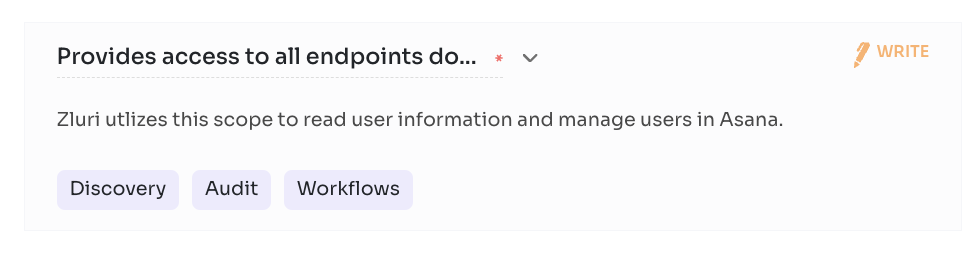 Provides access to all endpoints do... *
WRITE
Zluri utlizes this scope to read user information and manage users in Asana.
Discovery Audit Workflows